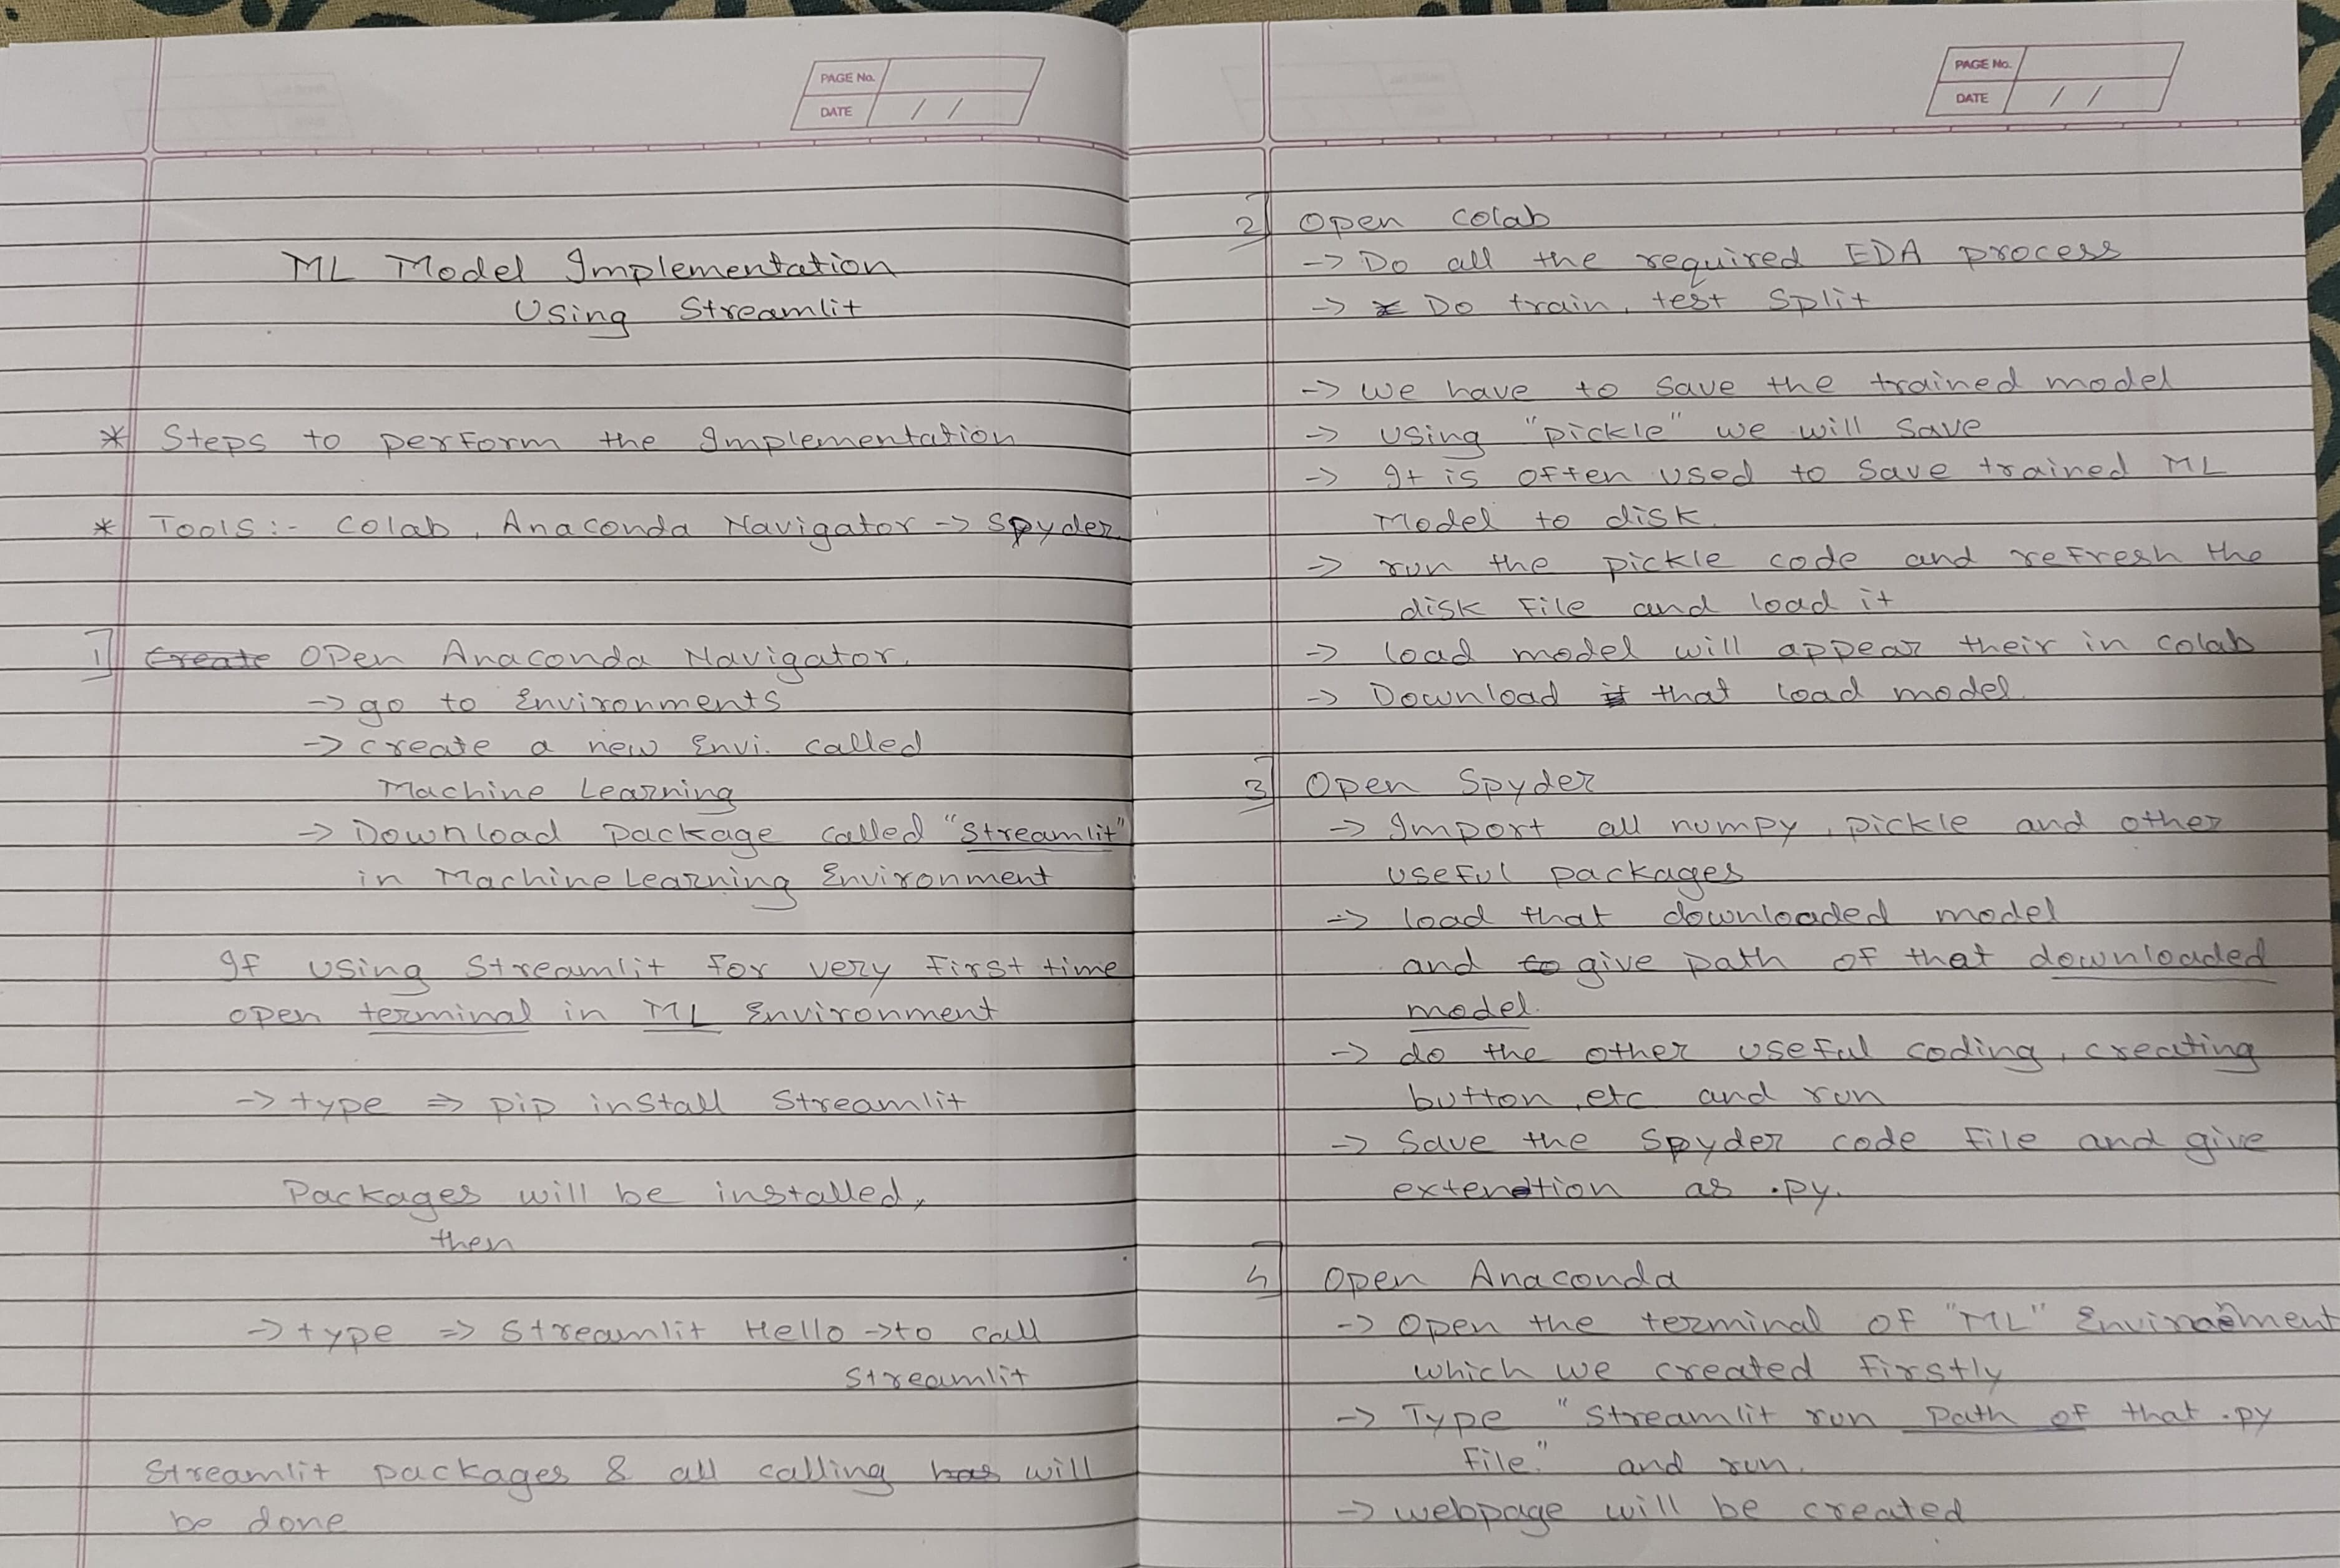 PAGE No.
DATE / /
ML Model Implementation
Using Streamlit
* Steps to perform the Implementation
* Tools :- Colab, Anaconda Navigator -> Spyder
1] Create Open Anaconda Navigator.
-> go to Environments
-> create a new Envi. called
Machine Learning
-> Download package called "Streamlit"
in Machine Learning Environment
If using Streamlit for very first time
open terminal in ML Environment
-> type => pip install Streamlit
Packages will be installed,
then
-> type => Streamlit Hello -> to call
Streamlit
Streamlit packages & all calling has will
be done
PAGE No.
DATE / /
2] Open Colab
-> Do all the required EDA process
-> Do train, test split
-> we have to save the trained model
-> using "pickle" we will save
-> It is often used to save trained ML
Model to disk.
-> run the pickle code and refresh the
disk file and load it
-> load model will appear their in colab
-> Download it that load model.
3] Open Spyder
-> Import all numpy, pickle and other
useful packages
-> load that downloaded model
and to give path of that downloaded
model.
-> do the other useful coding, creating
button, etc and run
-> Save the Spyder code file and give
extention as .py.
4] Open Anaconda
-> Open the terminal of "ML"
which we created firstly
-> Type "Streamlit run path of that .py
file." and run.
-> webpage will be created